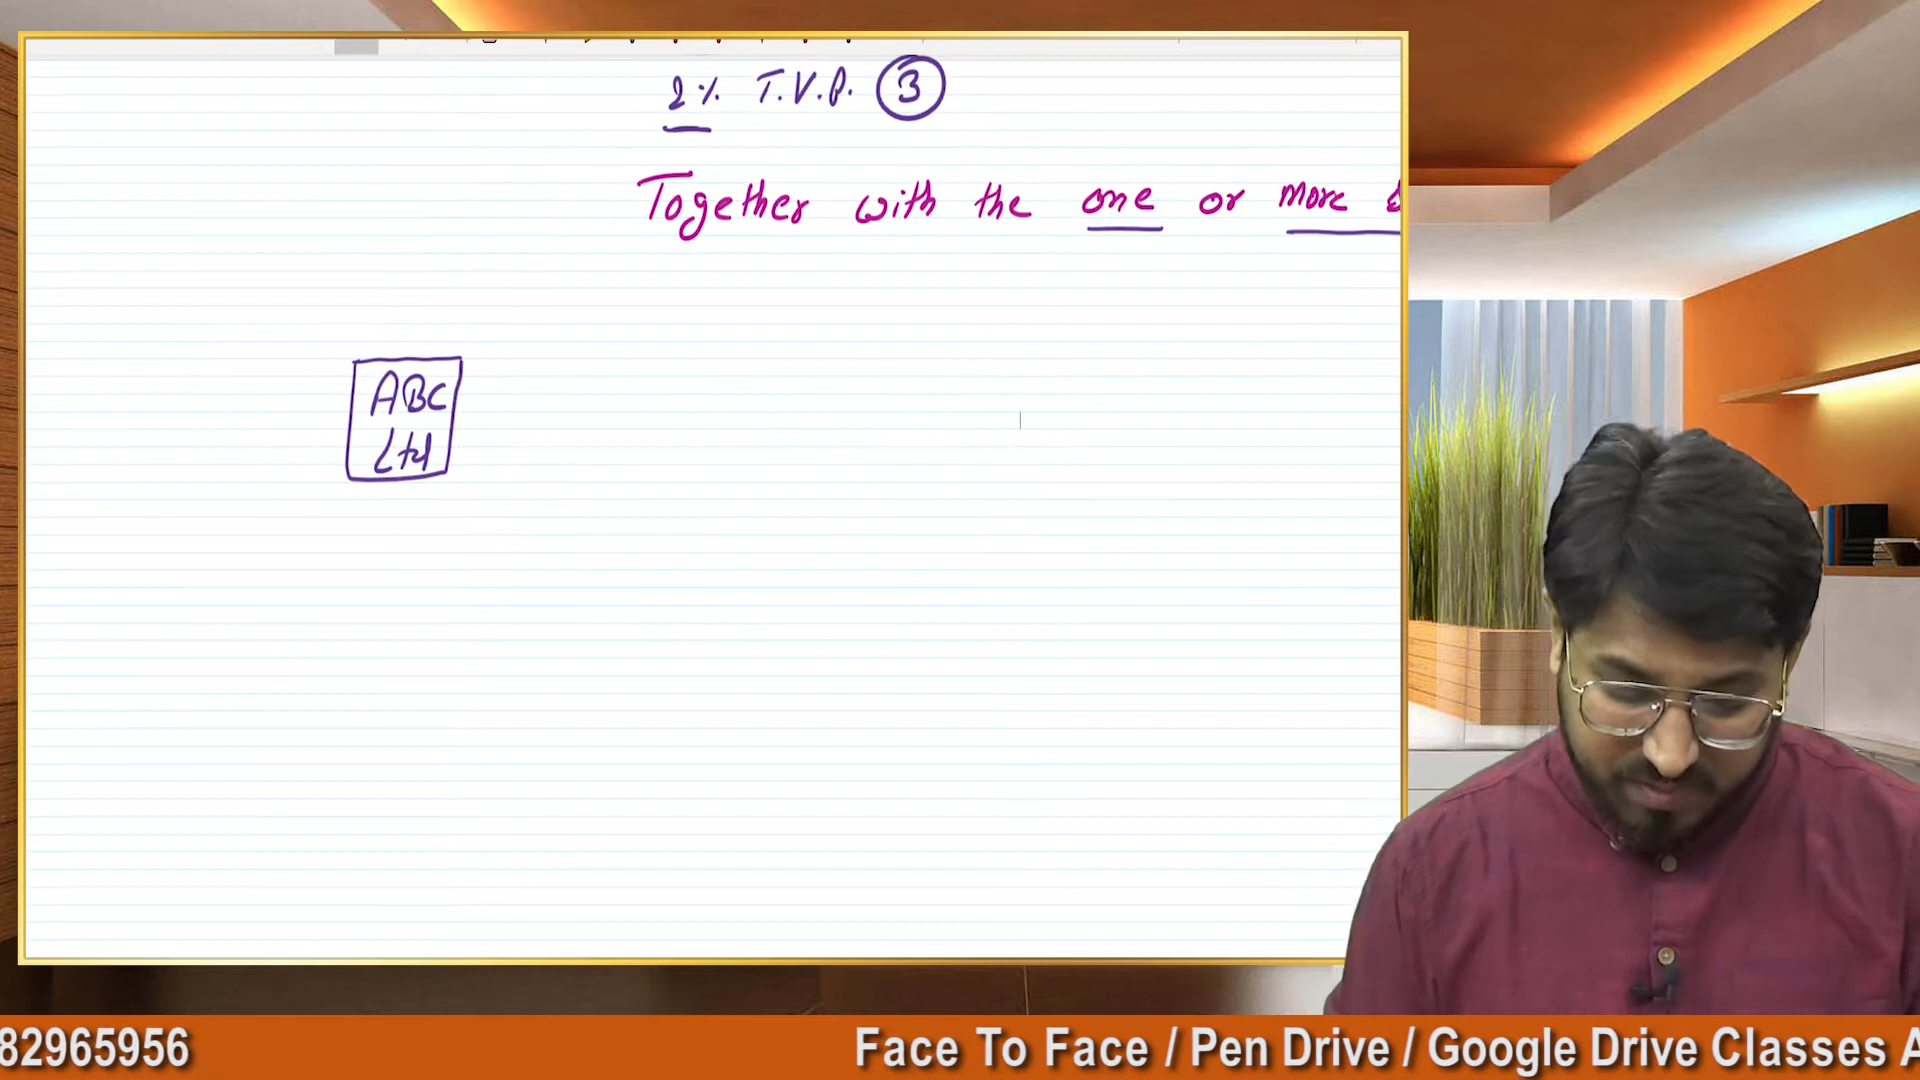 2% T.V.P. 3
Together with the one or more
ABC
Ltd
82965956
Face To Face / Pen Drive / Google Drive Classes A